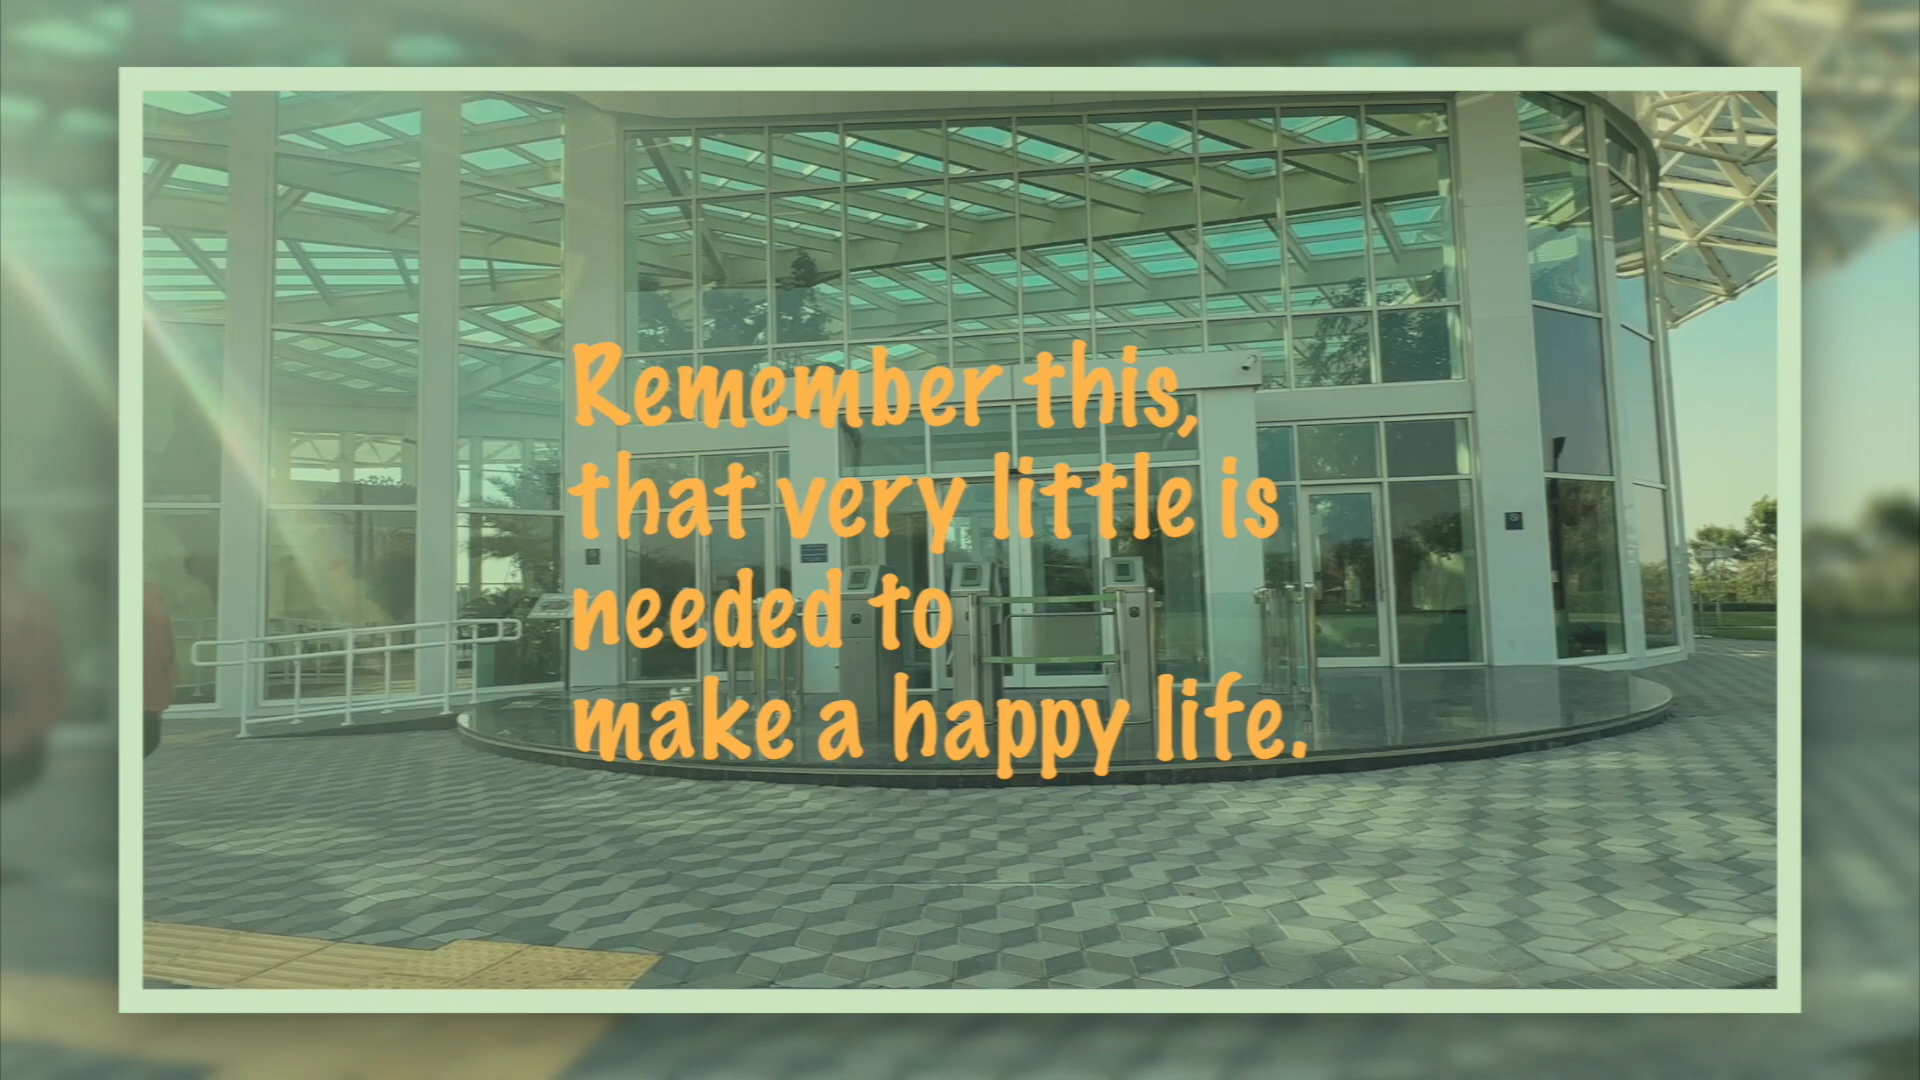 Remember this,
that very little is
needed to
make a happy life.